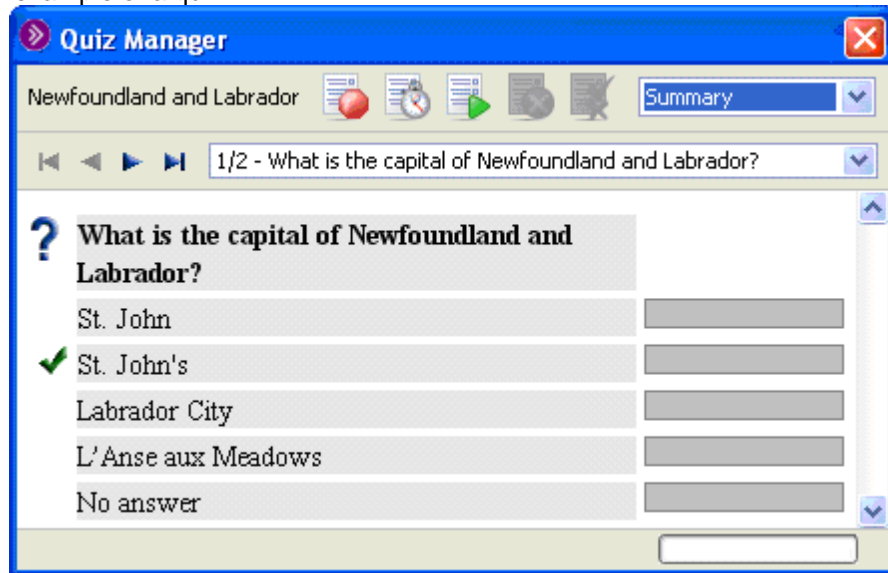 Quiz Manager
Newfoundland and Labrador Summary
1/2 - What is the capital of Newfoundland and Labrador?
? What is the capital of Newfoundland and
Labrador?
St. John
St. John's
Labrador City
L'Anse aux Meadows
No answer